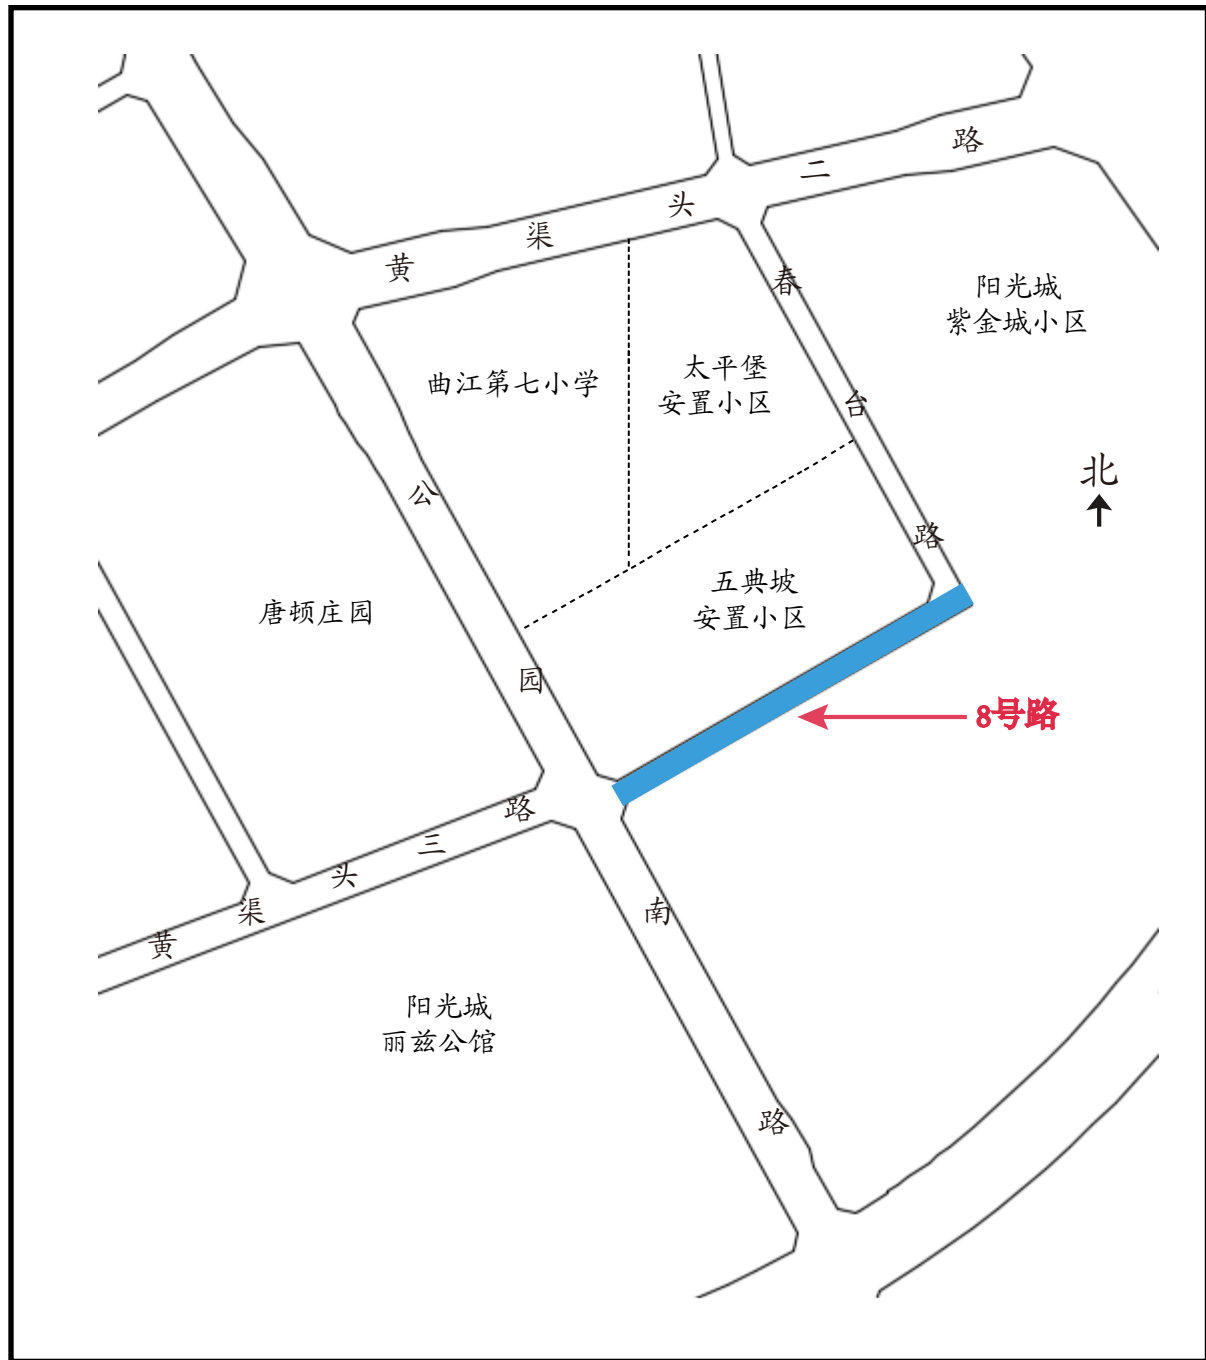 黄渠头二路
春台路
阳光城
紫金城小区
曲江第七小学
太平堡
安置小区
北
公园南路
唐顿庄园
五典坡
安置小区
8号路
黄渠头三路
阳光城
丽兹公馆